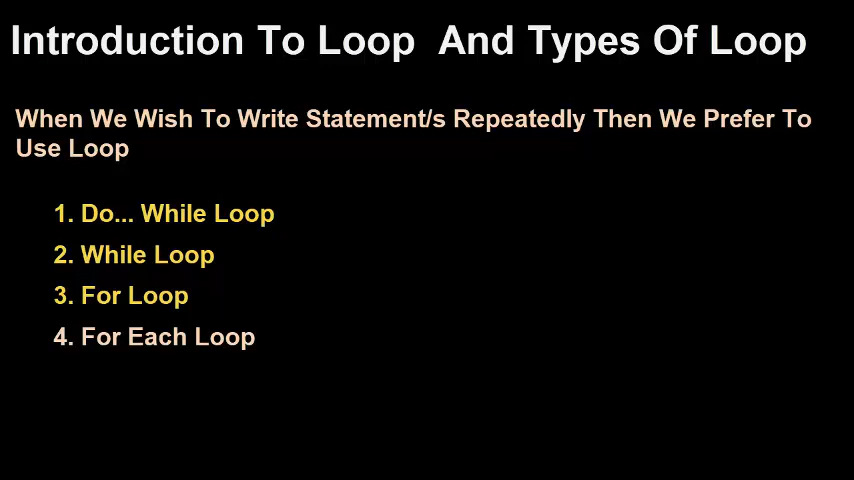 Introduction To Loop And Types Of Loop
When We Wish To Write Statement/s Repeatedly Then We Prefer To
Use Loop
1. Do... While Loop
2. While Loop
3. For Loop
4. For Each Loop